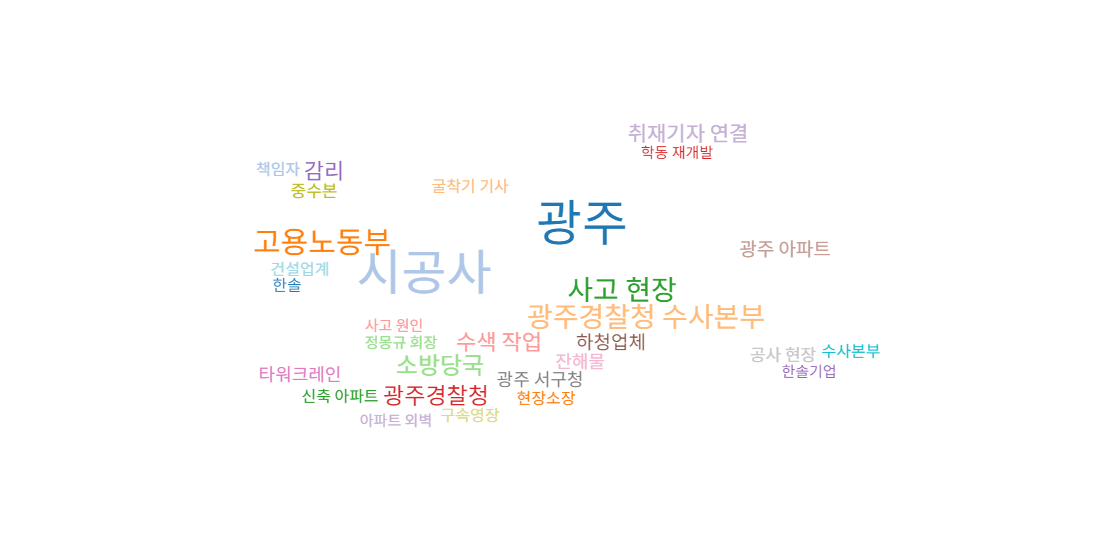 취재기자 연결
학동 재개발
책임자
감리
중수본
굴착기 기사
광주
고용노동부
시공사
광주 아파트
건설업계
한솔
사고 현장
광주경찰청 수사본부
사고 원인
정몽규 회장
수색 작업
하청업체
공사 현장
수사본부
한솔기업
소방당국
잔해물
타워크레인
광주 서구청
신축 아파트
광주경찰청
현장소장
아파트 외벽
구속영장